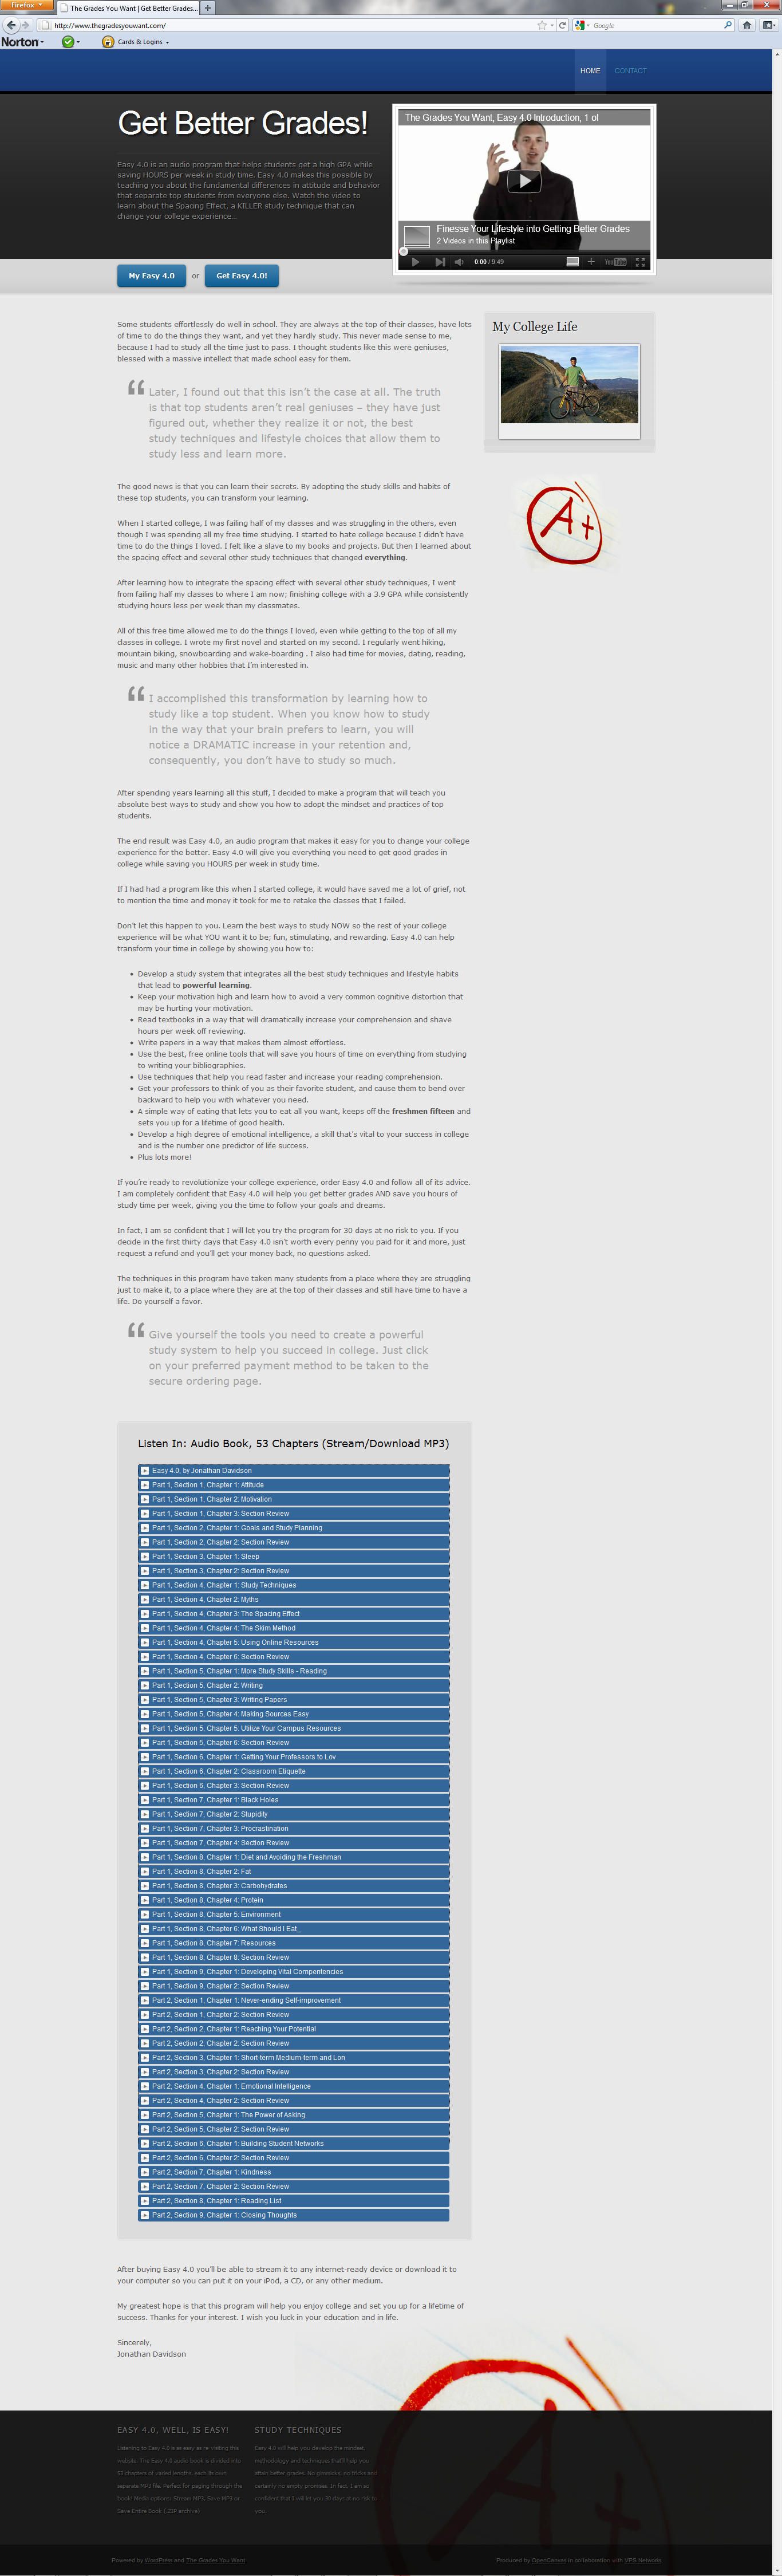 Firefox
The Grades You Want | Get Better Grades...
http://www.thegradesyouwant.com/
Google
Norton
Cards & Logins
HOME
CONTACT
Get Better Grades!
Easy 4.0 is an audio program that helps students get a high GPA while
saving HOURS per week in study time. Easy 4.0 makes this possible by
teaching you about the fundamental differences in attitude and behavior
that separate top students from everyone else. Watch the video to
learn about the Spacing Effect, a KILLER study technique that can
change your college experience...
The Grades You Want, Easy 4.0 Introduction, 1 of
Finesse Your Lifestyle into Getting Better Grades
2 Videos in this Playlist
0:00 / 9:49
YouTube
My Easy 4.0
or
Get Easy 4.0!
Some students effortlessly do well in school. They are always at the top of their classes, have lots
of time to do the things they want, and yet they hardly study. This never made sense to me,
because I had to study all the time just to pass. I thought students like this were geniuses,
blessed with a massive intellect that made school easy for them.
“ Later, I found out that this isn’t the case at all. The truth
is that top students aren’t real geniuses – they have just
figured out, whether they realize it or not, the best
study techniques and lifestyle choices that allow them to
study less and learn more.
The good news is that you can learn their secrets. By adopting the study skills and habits of
these top students, you can transform your learning.
When I started college, I was failing half of my classes and was struggling in the others, even
though I was spending all my free time studying. I started to hate college because I didn’t have
time to do the things I loved. I felt like a slave to my books and projects. But then I learned about
the spacing effect and several other study techniques that changed everything.
After learning how to integrate the spacing effect with several other study techniques, I went
from failing half my classes to where I am now; finishing college with a 3.9 GPA while consistently
studying hours less per week than my classmates.
All of this free time allowed me to do the things I loved, even while getting to the top of all my
classes in college. I wrote my first novel and started on my second. I regularly went hiking,
mountain biking, snowboarding and wake-boarding . I also had time for movies, dating, reading,
music and many other hobbies that I’m interested in.
“ I accomplished this transformation by learning how to
study like a top student. When you know how to study
in the way that your brain prefers to learn, you will
notice a DRAMATIC increase in your retention and,
consequently, you don’t have to study so much.
After spending years learning all this stuff, I decided to make a program that will teach you
absolute best ways to study and show you how to adopt the mindset and practices of top
students.
The end result was Easy 4.0, an audio program that makes it easy for you to change your college
experience for the better. Easy 4.0 will give you everything you need to get good grades in
college while saving you HOURS per week in study time.
If I had had a program like this when I started college, it would have saved me a lot of grief, not
to mention the time and money it took for me to retake the classes that I failed.
Don’t let this happen to you. Learn the best ways to study NOW so the rest of your college
experience will be what YOU want it to be; fun, stimulating, and rewarding. Easy 4.0 can help
transform your time in college by showing you how to:
• Develop a study system that integrates all the best study techniques and lifestyle habits
that lead to powerful learning.
• Keep your motivation high and learn how to avoid a very common cognitive distortion that
may be hurting your motivation.
• Read textbooks in a way that will dramatically increase your comprehension and shave
hours per week off reviewing.
• Write papers in a way that makes them almost effortless.
• Use the best, free online tools that will save you hours of time on everything from studying
to writing your bibliographies.
• Use techniques that help you read faster and increase your reading comprehension.
• Get your professors to think of you as their favorite student, and cause them to bend over
backward to help you with whatever you need.
• A simple way of eating that lets you to eat all you want, keeps off the freshmen fifteen and
sets you up for a lifetime of good health.
• Develop a high degree of emotional intelligence, a skill that’s vital to your success in college
and is the number one predictor of life success.
• Plus lots more!
If you’re ready to revolutionize your college experience, order Easy 4.0 and follow all of its advice.
I am completely confident that Easy 4.0 will help you get better grades AND save you hours of
study time per week, giving you the time to follow your goals and dreams.
In fact, I am so confident that I will let you try the program for 30 days at no risk to you. If you
decide in the first thirty days that Easy 4.0 isn’t worth every penny you paid for it and more, just
request a refund and you’ll get your money back, no questions asked.
The techniques in this program have taken many students from a place where they are struggling
just to make it, to a place where they are at the top of their classes and still have time to have a
life. Do yourself a favor.
“ Give yourself the tools you need to create a powerful
study system to help you succeed in college. Just click
on your preferred payment method to be taken to the
secure ordering page.
My College Life
A+
Listen In: Audio Book, 53 Chapters (Stream/Download MP3)
Easy 4.0, by Jonathan Davidson
Part 1, Section 1, Chapter 1: Attitude
Part 1, Section 1, Chapter 2: Motivation
Part 1, Section 1, Chapter 3: Section Review
Part 1, Section 2, Chapter 1: Goals and Study Planning
Part 1, Section 2, Chapter 2: Section Review
Part 1, Section 3, Chapter 1: Sleep
Part 1, Section 3, Chapter 2: Section Review
Part 1, Section 4, Chapter 1: Study Techniques
Part 1, Section 4, Chapter 2: Myths
Part 1, Section 4, Chapter 3: The Spacing Effect
Part 1, Section 4, Chapter 4: The Skim Method
Part 1, Section 4, Chapter 5: Using Online Resources
Part 1, Section 4, Chapter 6: Section Review
Part 1, Section 5, Chapter 1: More Study Skills - Reading
Part 1, Section 5, Chapter 2: Writing
Part 1, Section 5, Chapter 3: Writing Papers
Part 1, Section 5, Chapter 4: Making Sources Easy
Part 1, Section 5, Chapter 5: Utilize Your Campus Resources
Part 1, Section 5, Chapter 6: Section Review
Part 1, Section 6, Chapter 1: Getting Your Professors to Lov
Part 1, Section 6, Chapter 2: Classroom Etiquette
Part 1, Section 6, Chapter 3: Section Review
Part 1, Section 7, Chapter 1: Black Holes
Part 1, Section 7, Chapter 2: Stupidity
Part 1, Section 7, Chapter 3: Procrastination
Part 1, Section 7, Chapter 4: Section Review
Part 1, Section 8, Chapter 1: Diet and Avoiding the Freshman
Part 1, Section 8, Chapter 2: Fat
Part 1, Section 8, Chapter 3: Carbohydrates
Part 1, Section 8, Chapter 4: Protein
Part 1, Section 8, Chapter 5: Environment
Part 1, Section 8, Chapter 6: What Should I Eat_
Part 1, Section 8, Chapter 7: Resources
Part 1, Section 8, Chapter 8: Section Review
Part 1, Section 9, Chapter 1: Developing Vital Compentencies
Part 1, Section 9, Chapter 2: Section Review
Part 2, Section 1, Chapter 1: Never-ending Self-improvement
Part 2, Section 1, Chapter 2: Section Review
Part 2, Section 2, Chapter 1: Reaching Your Potential
Part 2, Section 2, Chapter 2: Section Review
Part 2, Section 3, Chapter 1: Short-term Medium-term and Lon
Part 2, Section 3, Chapter 2: Section Review
Part 2, Section 4, Chapter 1: Emotional Intelligence
Part 2, Section 4, Chapter 2: Section Review
Part 2, Section 5, Chapter 1: The Power of Asking
Part 2, Section 5, Chapter 2: Section Review
Part 2, Section 6, Chapter 1: Building Student Networks
Part 2, Section 6, Chapter 2: Section Review
Part 2, Section 7, Chapter 1: Kindness
Part 2, Section 7, Chapter 2: Section Review
Part 2, Section 8, Chapter 1: Reading List
Part 2, Section 9, Chapter 1: Closing Thoughts
After buying Easy 4.0 you’ll be able to stream it to any internet-ready device or download it to
your computer so you can put it on your iPod, a CD, or any other medium.
My greatest hope is that this program will help you enjoy college and set you up for a lifetime of
success. Thanks for your interest. I wish you luck in your education and in life.
Sincerely,
Jonathan Davidson
EASY 4.0, WELL, IS EASY!
Listening to Easy 4.0 is as easy as re-visiting this
website. The Easy 4.0 audio book is divided into
53 chapters of varied lengths, each its own
separate MP3 file. Perfect for paging through the
book! Media options: Stream MP3, Save MP3 or
Save Entire Book (.ZIP archive)
STUDY TECHNIQUES
Easy 4.0 will help you develop the mindset,
methodology and techniques that'll help you
attain better grades. No gimmicks, no tricks and
certainly no empty promises. In fact, I am so
confident that I will let you 30 days at no risk to
you.
Powered by WordPress and The Grades You Want
Produced by OpenCanvas in collaboration with VPS Networks